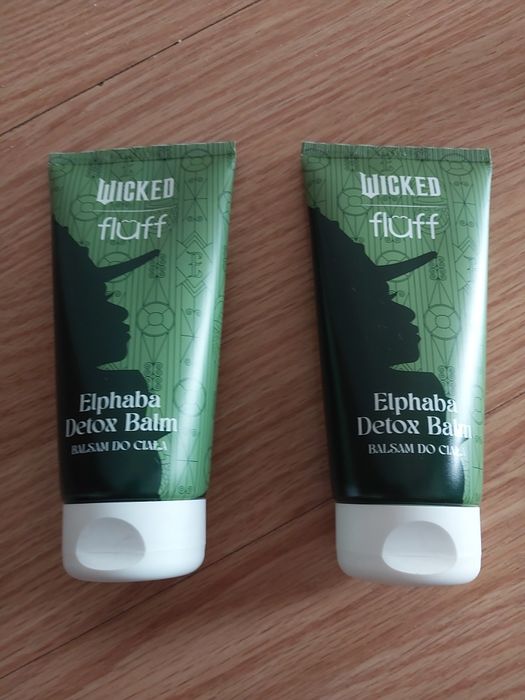 WICKED
fluff
Elphaba
Detox Balm
BALSAM DO CIAŁA
WICKED
fluff
Elphaba
Detox Balm
BALSAM DO CIAŁA